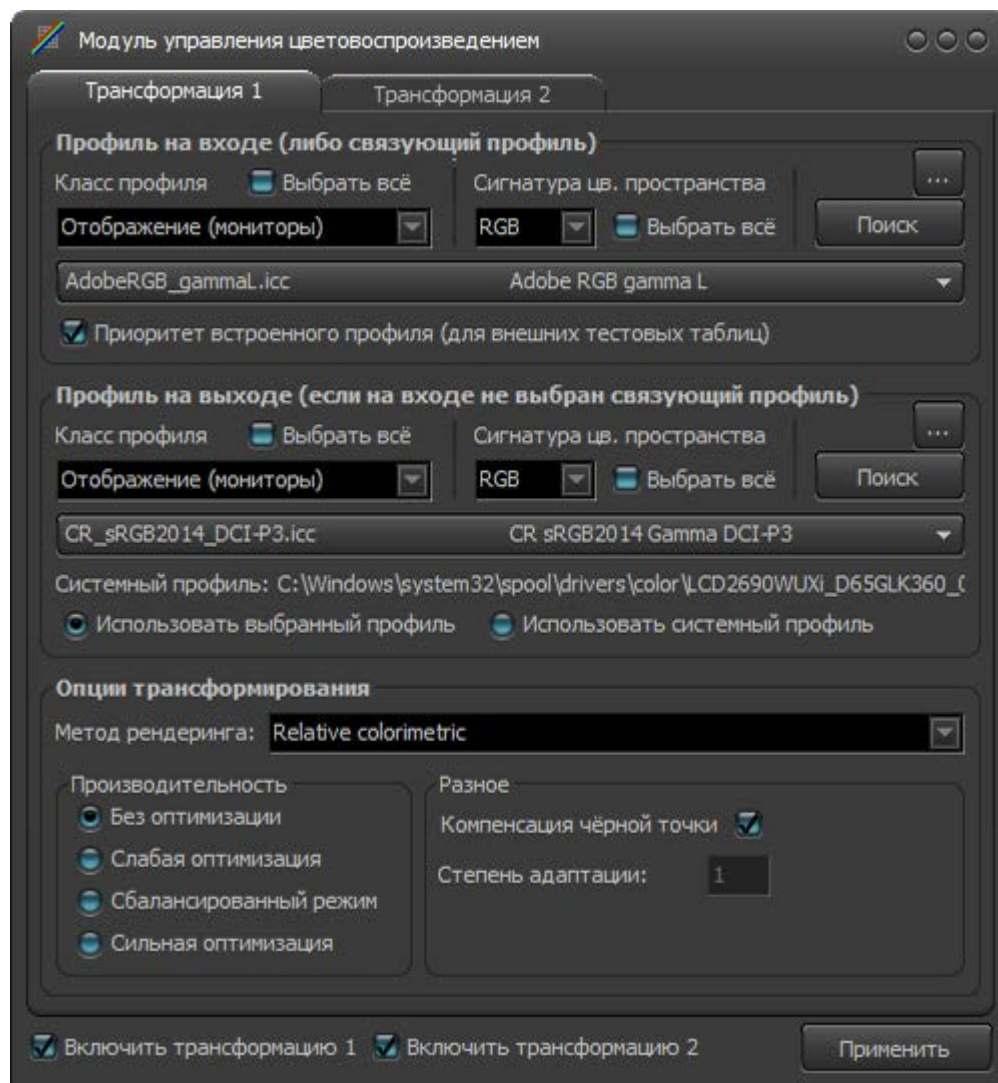 Модуль управления цветовоспроизведением
Трансформация 1 Трансформация 2
Профиль на входе (либо связующий профиль)
...
Класс профиля Выбрать всё Сигнатура цв. пространства
Отображение (мониторы) RGB Выбрать всё Поиск
AdobeRGB_gammaL.icc Adobe RGB gamma L
Приоритет встроенного профиля (для внешних тестовых таблиц)
Профиль на выходе (если на входе не выбран связующий профиль)
...
Класс профиля Выбрать всё Сигнатура цв. пространства
Отображение (мониторы) RGB Выбрать всё Поиск
CR_sRGB2014_DCI-P3.icc CR sRGB2014 Gamma DCI-P3
Системный профиль: C:\Windows\system32\spool\drivers\color\LCD2690WUXi_D65GLK360_
Использовать выбранный профиль Использовать системный профиль
Опции трансформирования
Метод рендеринга: Relative colorimetric
Производительность Разное
Без оптимизации Компенсация чёрной точки
Слабая оптимизация Степень адаптации: 1
Сбалансированный режим
Сильная оптимизация
Включить трансформацию 1 Включить трансформацию 2 Применить